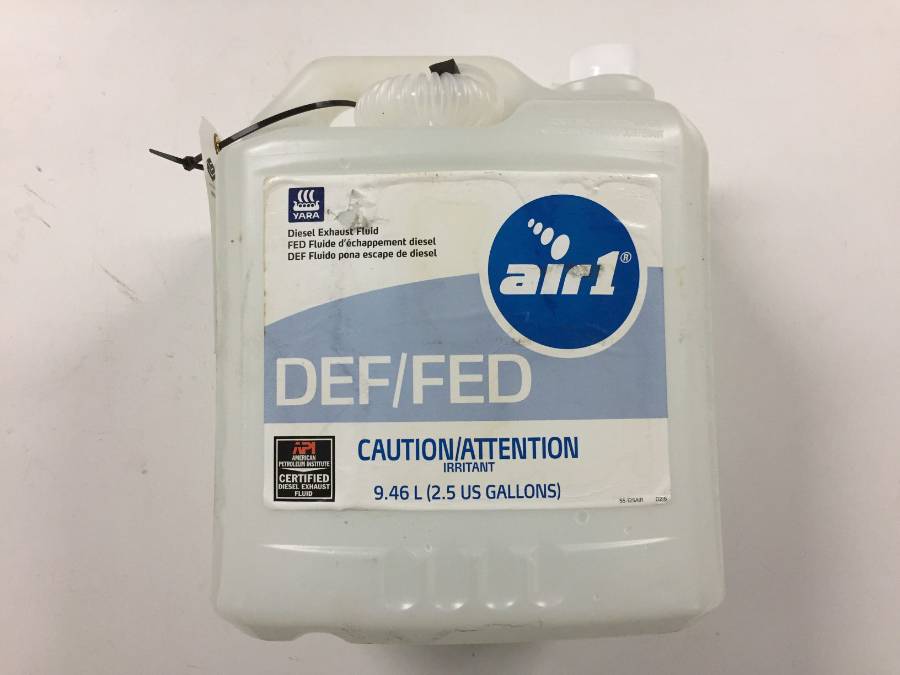 YARA
Diesel Exhaust Fluid
FED Fluide d'échappement diesel
DEF Fluido pona escape de diesel
air1®
DEF/FED
API
AMERICAN
PETROLEUM INSTITUTE
CERTIFIED
DIESEL EXHAUST
FLUID
CAUTION/ATTENTION
IRRITANT
9.46 L (2.5 US GALLONS)